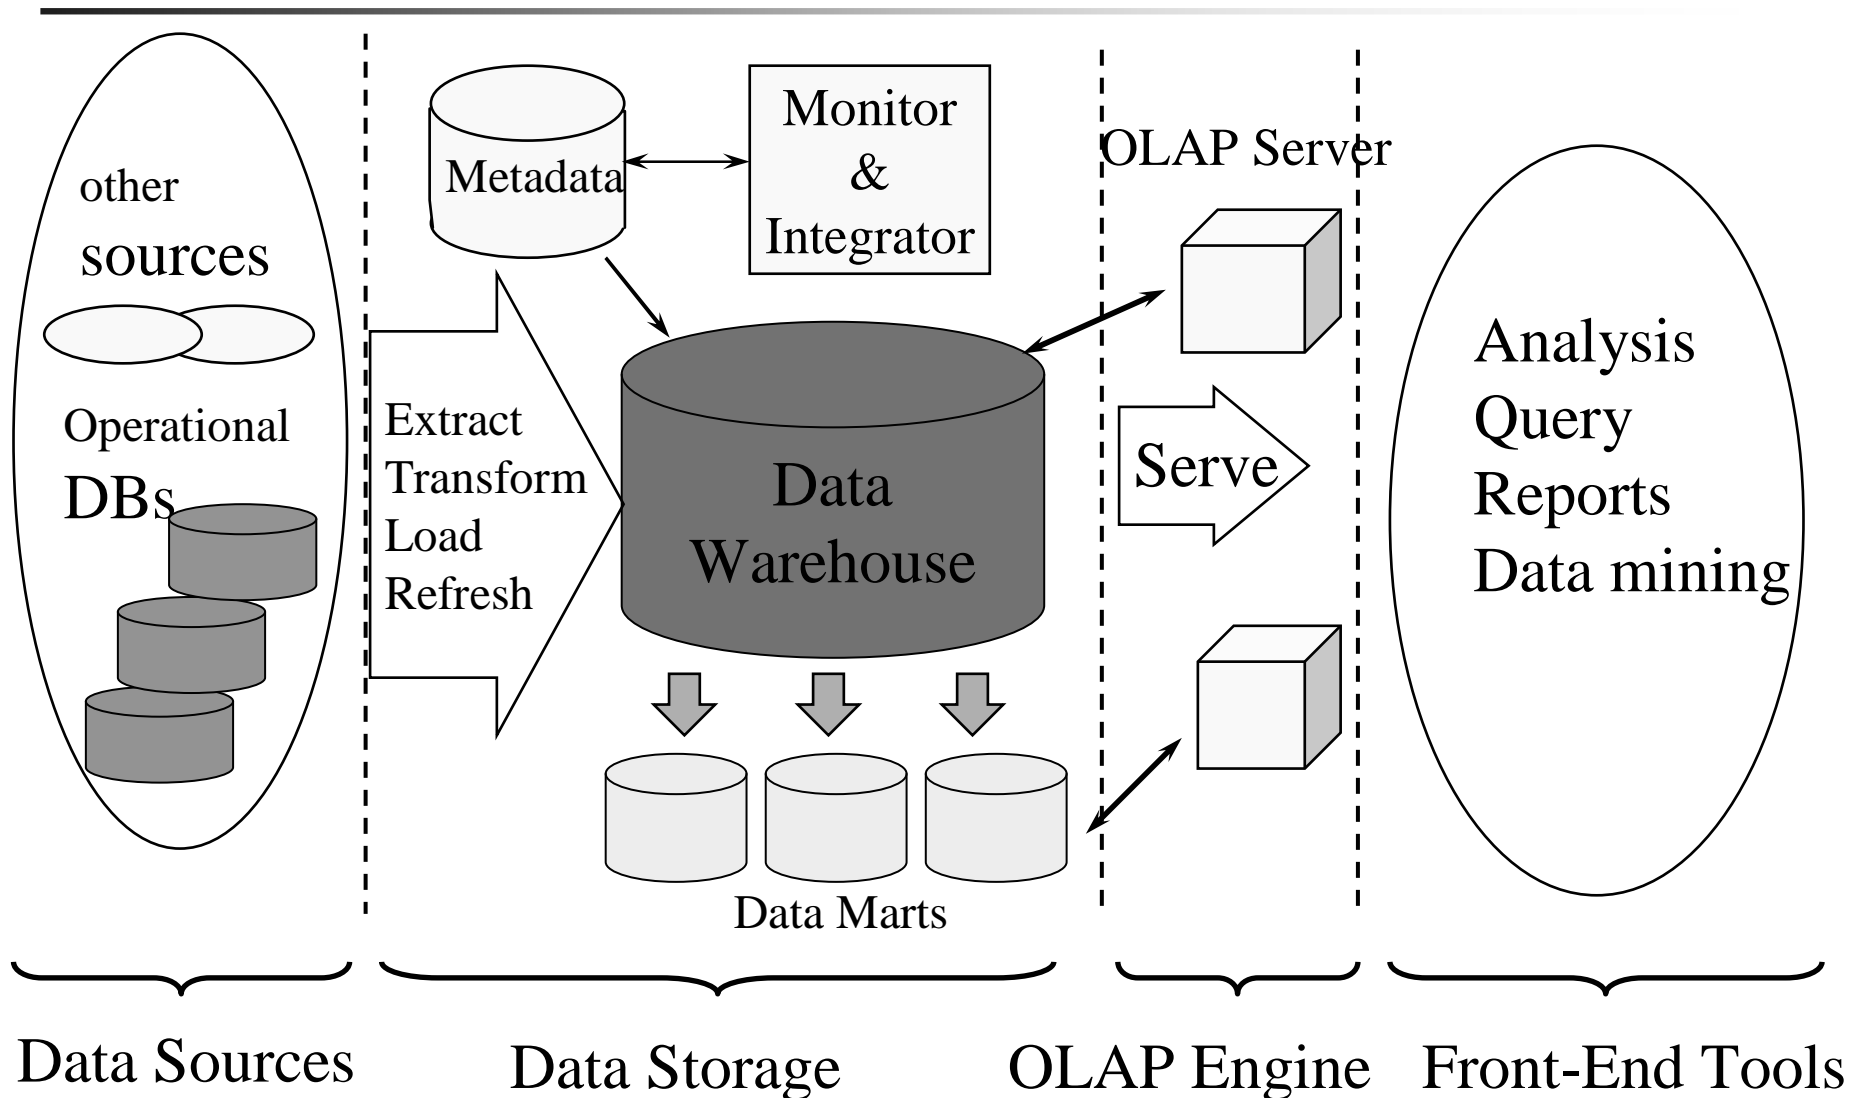 other
sources
Operational
DBs
Metadata
Monitor
&
Integrator
Extract
Transform
Load
Refresh
Data
Warehouse
Data Marts
OLAP Server
Serve
Analysis
Query
Reports
Data mining
Data Sources
Data Storage
OLAP Engine
Front-End Tools